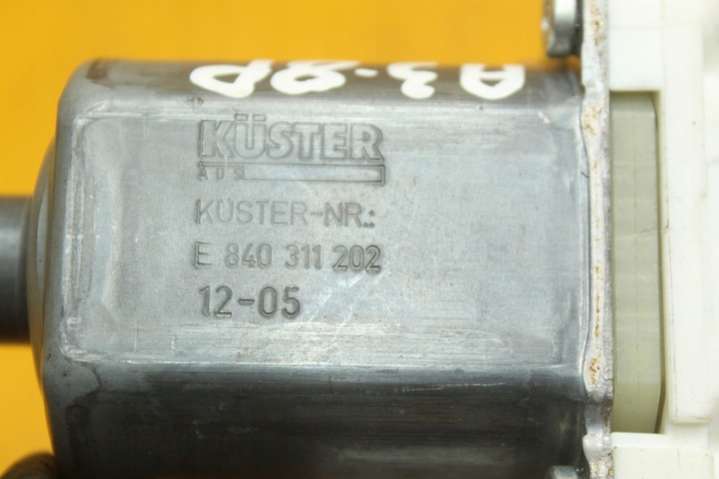 A3-8P
KÜSTER
KÜSTER-NR.:
E 840 311 202
12-05